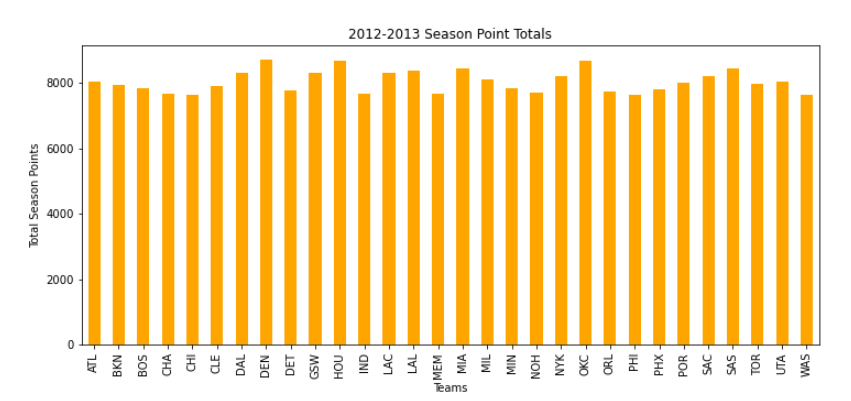 2012-2013 Season Point Totals
Total Season Points
8000
6000
4000
2000
0
ATL BKN BOS CHA CHI CLE DAL DEN DET GSW HOU IND LAC LAL MEM MIA MIL MIN NOH NYK OKC ORL PHI PHX POR SAC SAS TOR UTA WAS
Teams